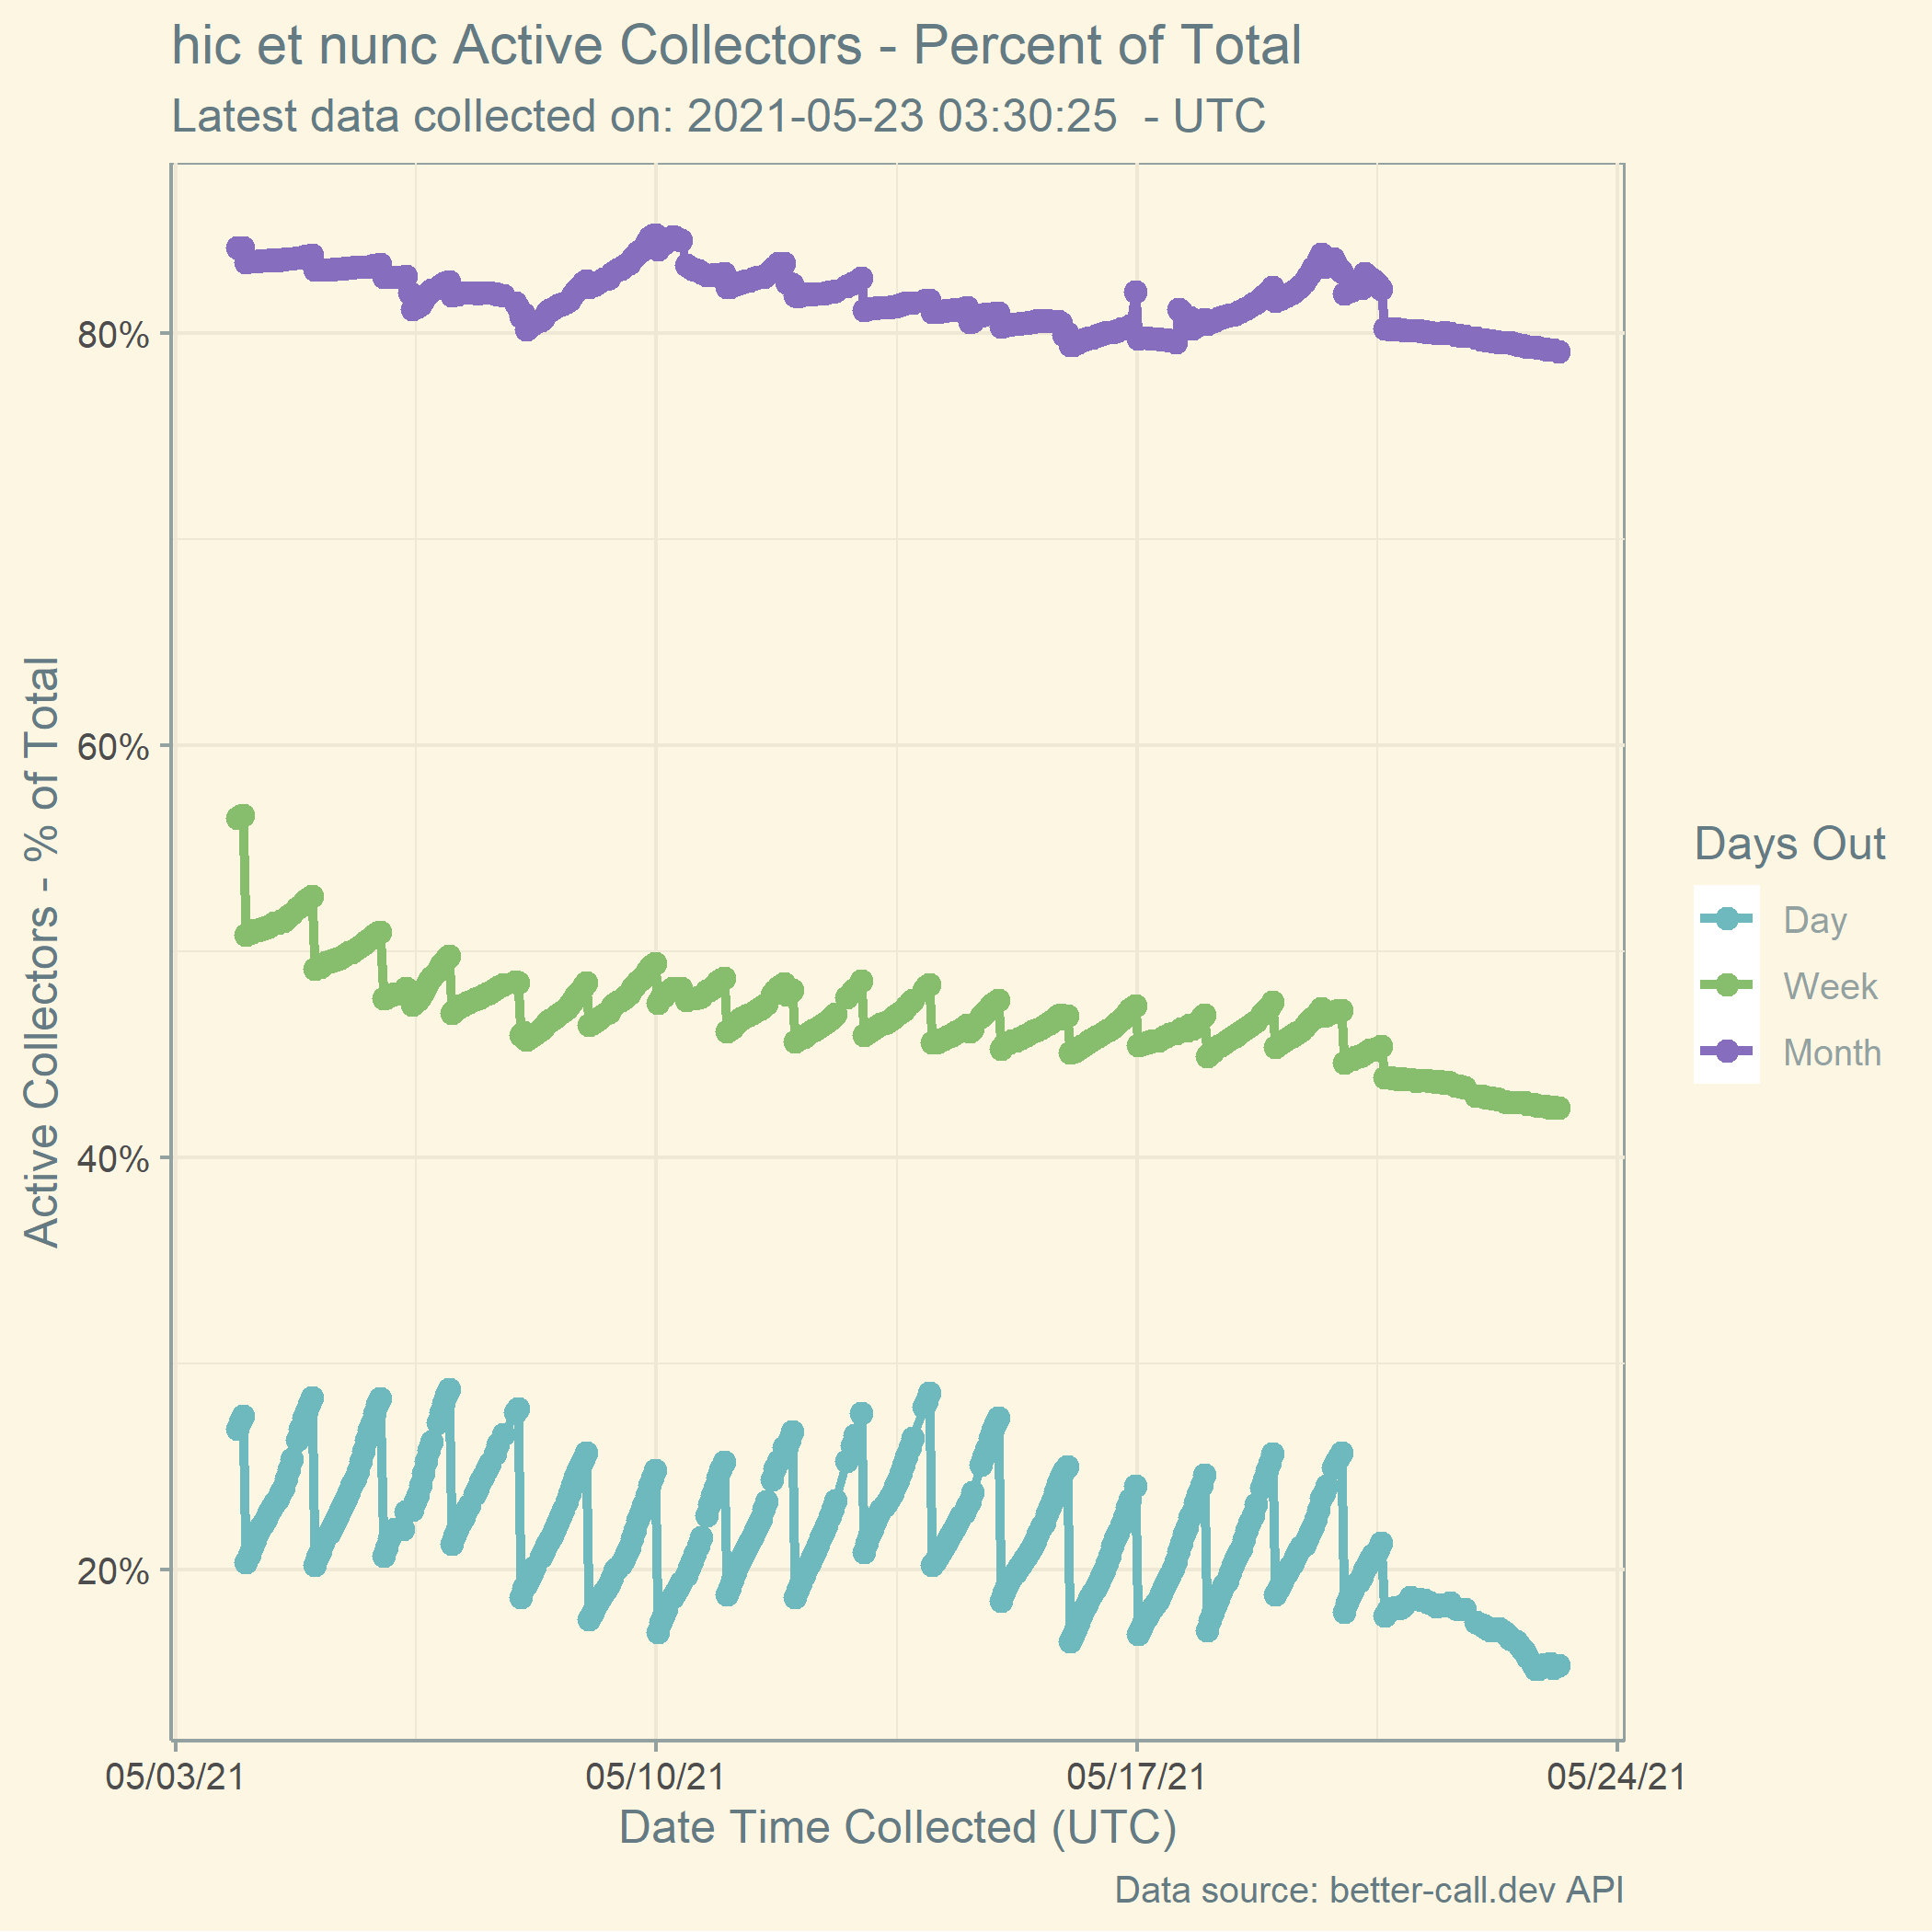 hic et nunc Active Collectors - Percent of Total
Latest data collected on: 2021-05-23 03:30:25  - UTC
Active Collectors - % of Total
80%
60%
40%
20%
05/03/21
05/10/21
05/17/21
05/24/21
Date Time Collected (UTC)
Days Out
Day
Week
Month
Data source: better-call.dev API